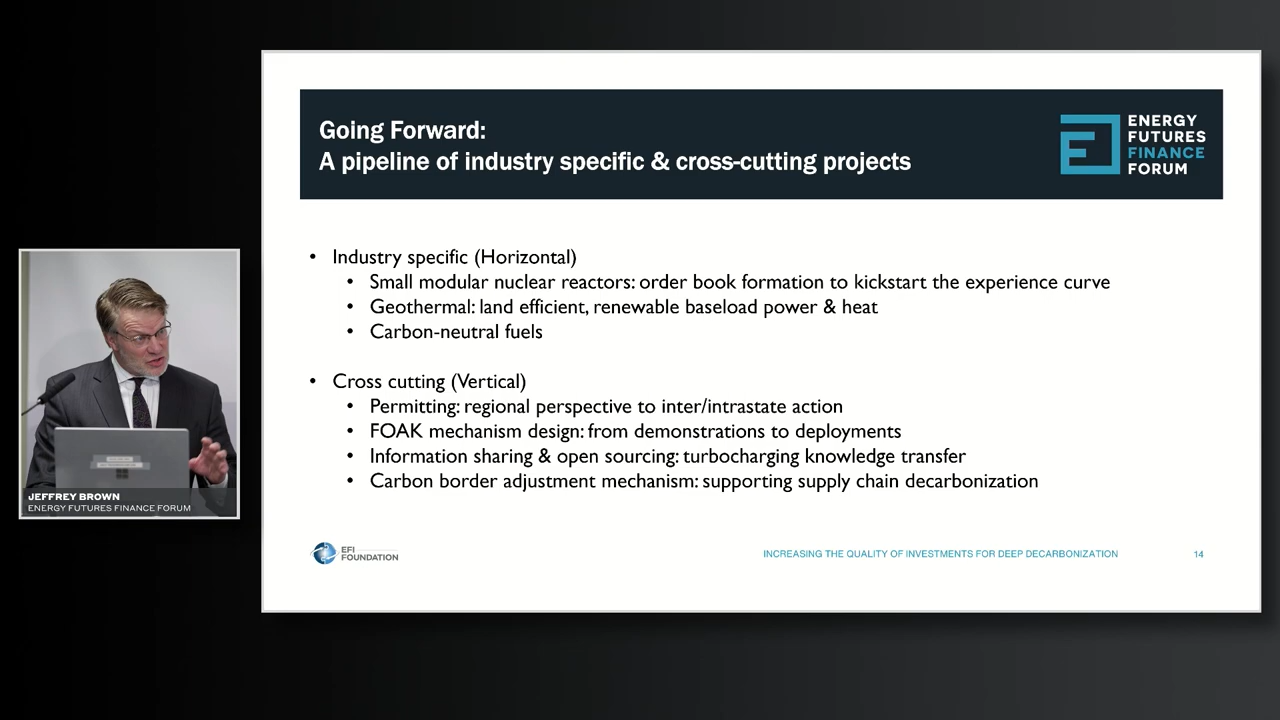 Going Forward:
A pipeline of industry specific & cross-cutting projects
ENERGY
FUTURES
FINANCE
FORUM
• Industry specific (Horizontal)
• Small modular nuclear reactors: order book formation to kickstart the experience curve
• Geothermal: land efficient, renewable baseload power & heat
• Carbon-neutral fuels
• Cross cutting (Vertical)
• Permitting: regional perspective to inter/intrastate action
• FOAK mechanism design: from demonstrations to deployments
• Information sharing & open sourcing: turbocharging knowledge transfer
• Carbon border adjustment mechanism: supporting supply chain decarbonization
JEFFREY BROWN
ENERGY FUTURES FINANCE FORUM
EFI
FOUNDATION
INCREASING THE QUALITY OF INVESTMENTS FOR DEEP DECARBONIZATION
14